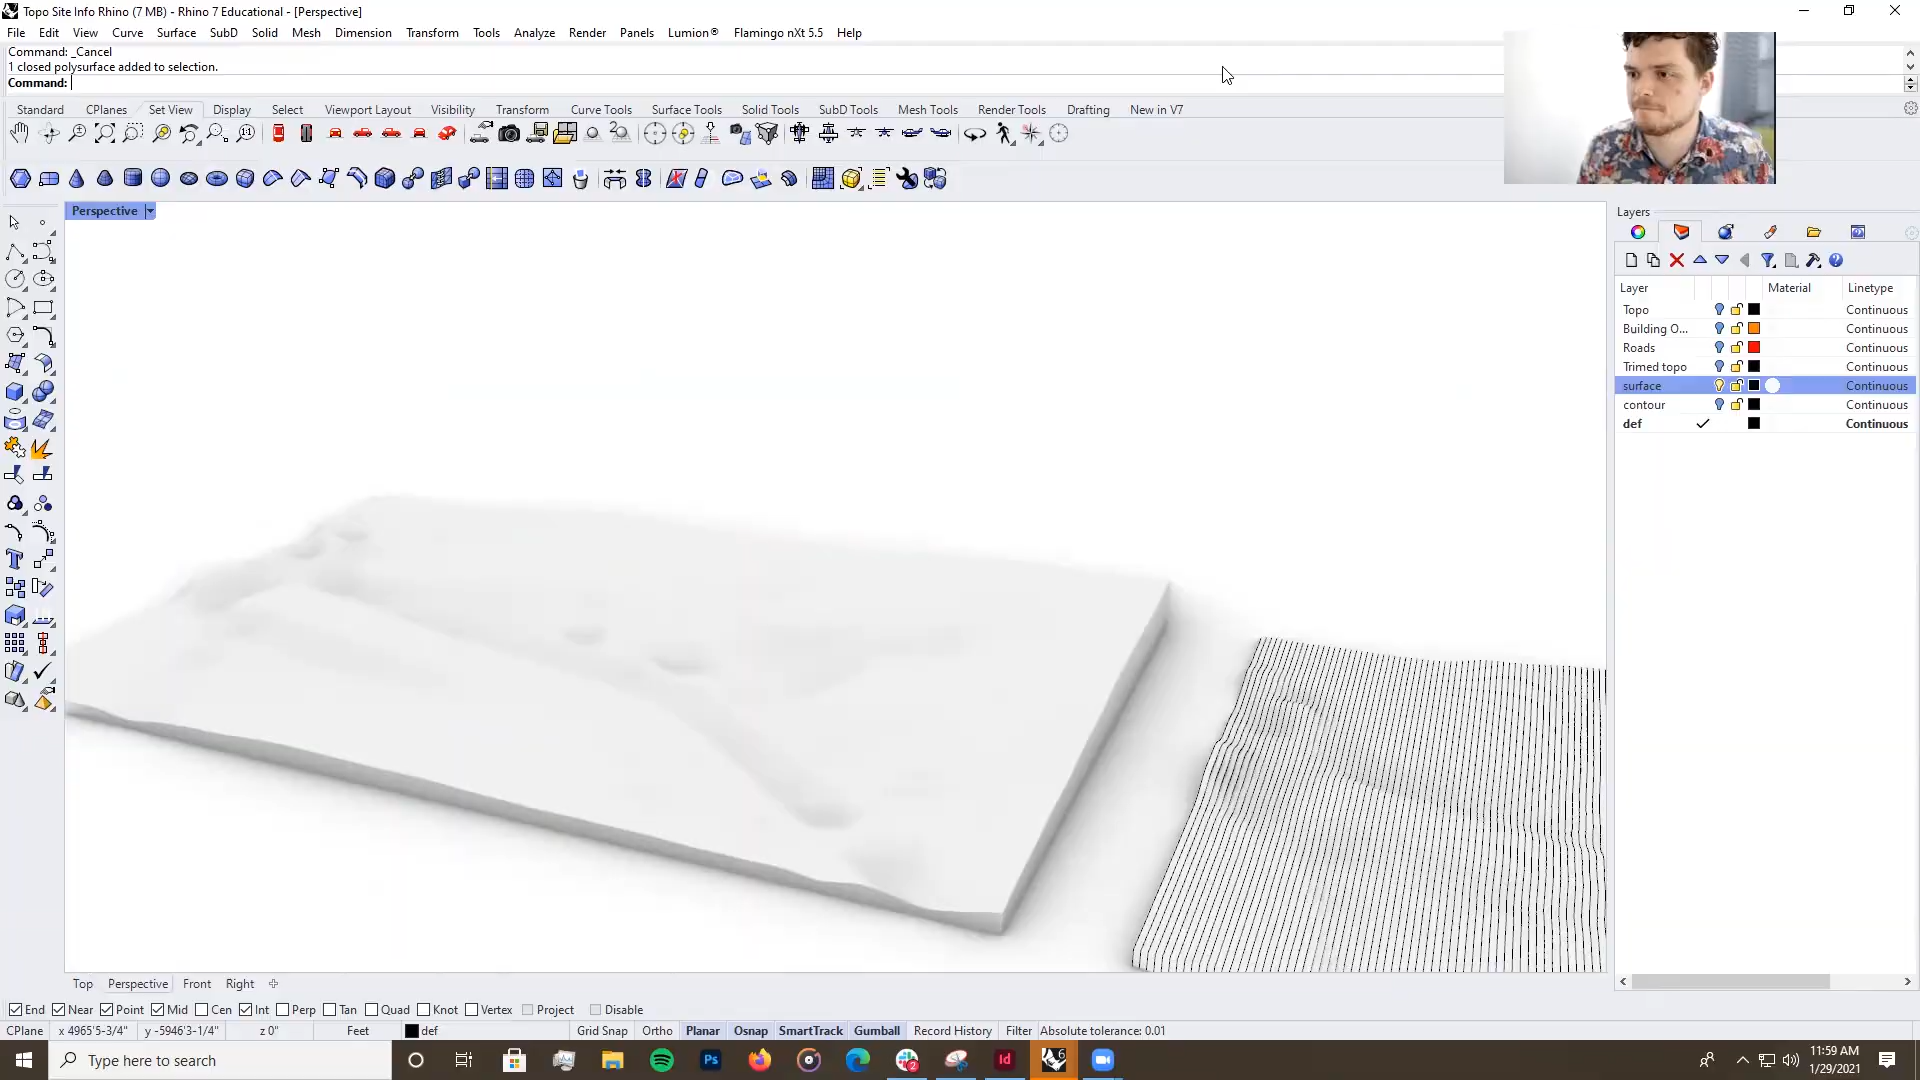 Topo Site Info Rhino (7 MB) - Rhino 7 Educational - [Perspective]
File Edit View Curve Surface SubD Solid Mesh Dimension Transform Tools Analyze Render Panels Lumion® Flamingo nXt 5.5 Help
Command: _Cancel
1 closed polysurface added to selection.
Command:
Standard CPlanes Set View Display Select Viewport Layout Visibility Transform Curve Tools Surface Tools Solid Tools SubD Tools Mesh Tools Render Tools Drafting New in V7
Perspective
Layers
Layer Material Linetype
Topo Continuous
Building O... Continuous
Roads Continuous
Trimed topo Continuous
surface Continuous
contour Continuous
def Continuous
Top Perspective Front Right
End Near Point Mid Cen Int Perp Tan Quad Knot Vertex Project Disable
CPlane x 4965'5-3/4" y -5946'3-1/4" z 0" Feet def Grid Snap Ortho Planar Osnap SmartTrack Gumball Record History Filter Absolute tolerance: 0.01
Type here to search
Ps
2
Id
6
11:59 AM
1/29/2021